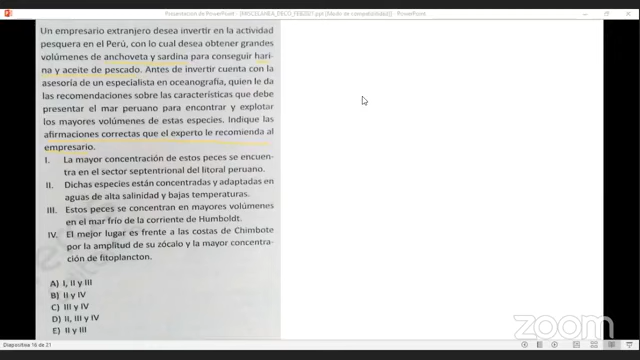 Presentación de PowerPoint - [MISCELANEA_ZBCO_FEB2021.ppt [Modo de compatibilidad]] - PowerPoint
Un empresario extranjero desea invertir en la actividad
pesquera en el Perú, con lo cual desea obtener grandes
volúmenes de anchoveta y sardina para conseguir hari-
na y aceite de pescado. Antes de invertir cuenta con la
asesoría de un especialista en oceanografía, quien le da
las recomendaciones sobre las características que debe
presentar el mar peruano para encontrar y explotar
los mayores volúmenes de estas especies. Indique las
afirmaciones correctas que el experto le recomienda al
empresario.
I. La mayor concentración de estos peces se encuen-
tra en el sector septentrional del litoral peruano.
II. Dichas especies están concentradas y adaptadas en
aguas de alta salinidad y bajas temperaturas.
III. Estos peces se concentran en mayores volúmenes
en el mar frío de la corriente de Humboldt.
IV. El mejor lugar es frente a las costas de Chimbote
por la amplitud de su zócalo y la mayor concentra-
ción de fitoplancton.
A) I, II y III
B) II y IV
C) III y IV
D) II, III y IV
E) II y III
zoom
Diapositiva 16 de 21